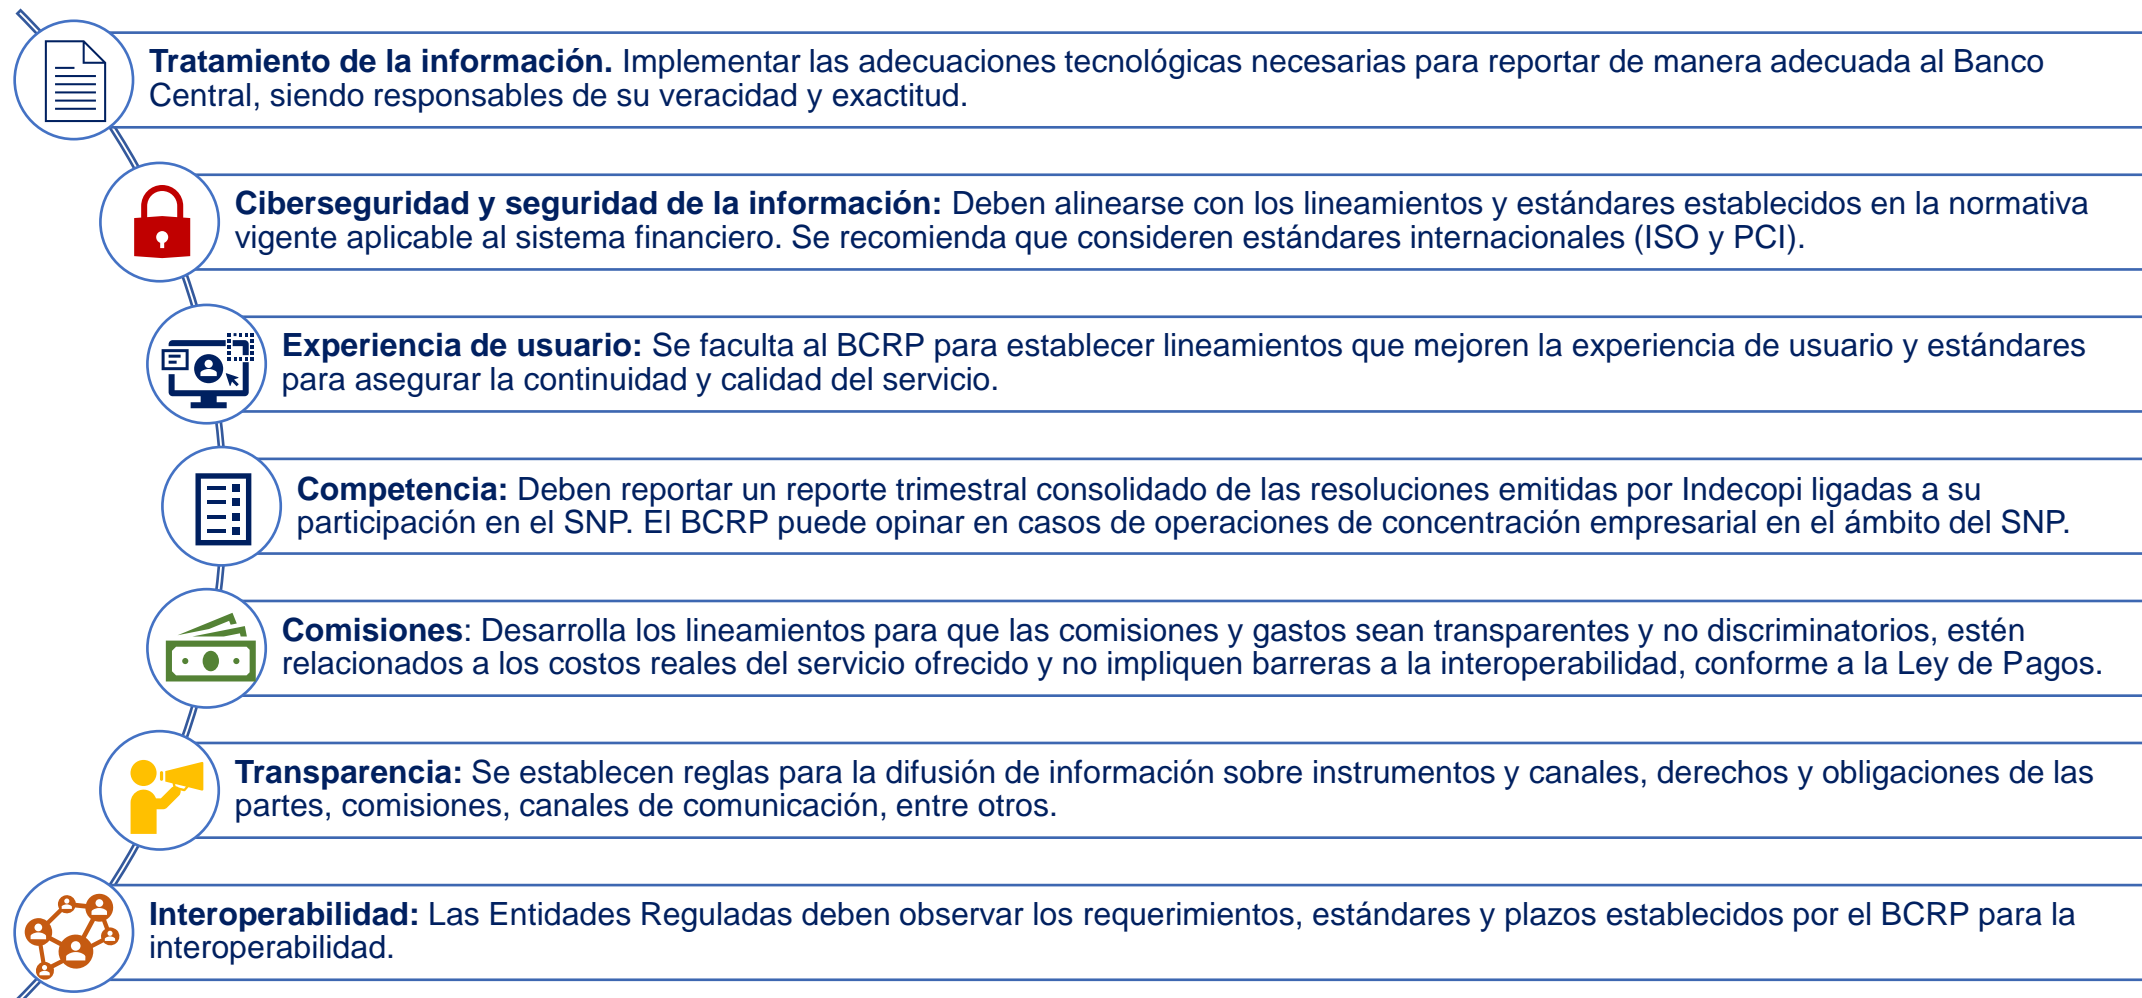 Tratamiento de la información. Implementar las adecuaciones tecnológicas necesarias para reportar de manera adecuada al Banco
Central, siendo responsables de su veracidad y exactitud.
Ciberseguridad y seguridad de la información: Deben alinearse con los lineamientos y estándares establecidos en la normativa
vigente aplicable al sistema financiero. Se recomienda que consideren estándares internacionales (ISO y PCI).
Experiencia de usuario: Se faculta al BCRP para establecer lineamientos que mejoren la experiencia de usuario y estándares
para asegurar la continuidad y calidad del servicio.
Competencia: Deben reportar un reporte trimestral consolidado de las resoluciones emitidas por Indecopi ligadas a su
participación en el SNP. El BCRP puede opinar en casos de operaciones de concentración empresarial en el ámbito del SNP.
Comisiones: Desarrolla los lineamientos para que las comisiones y gastos sean transparentes y no discriminatorios, estén
relacionados a los costos reales del servicio ofrecido y no impliquen barreras a la interoperabilidad, conforme a la Ley de Pagos.
Transparencia: Se establecen reglas para la difusión de información sobre instrumentos y canales, derechos y obligaciones de las
partes, comisiones, canales de comunicación, entre otros.
Interoperabilidad: Las Entidades Reguladas deben observar los requerimientos, estándares y plazos establecidos por el BCRP para la
interoperabilidad.